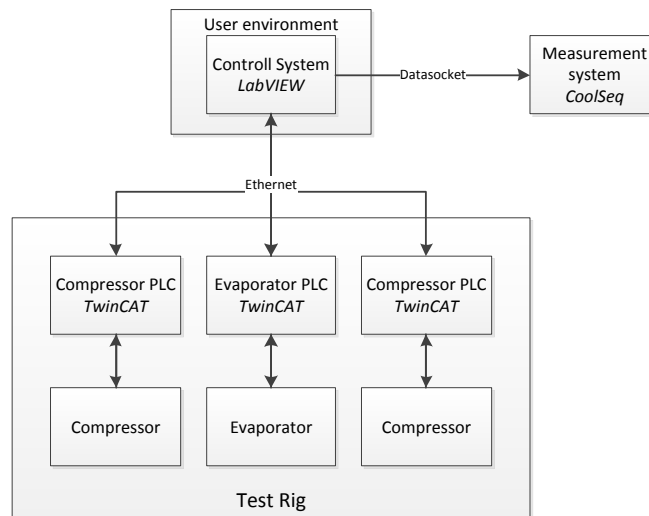 User environment
Controll System
LabVIEW
Datasocket
Measurement
system
CoolSeq
Ethernet
Compressor PLC
TwinCAT
Evaporator PLC
TwinCAT
Compressor PLC
TwinCAT
Compressor
Evaporator
Compressor
Test Rig